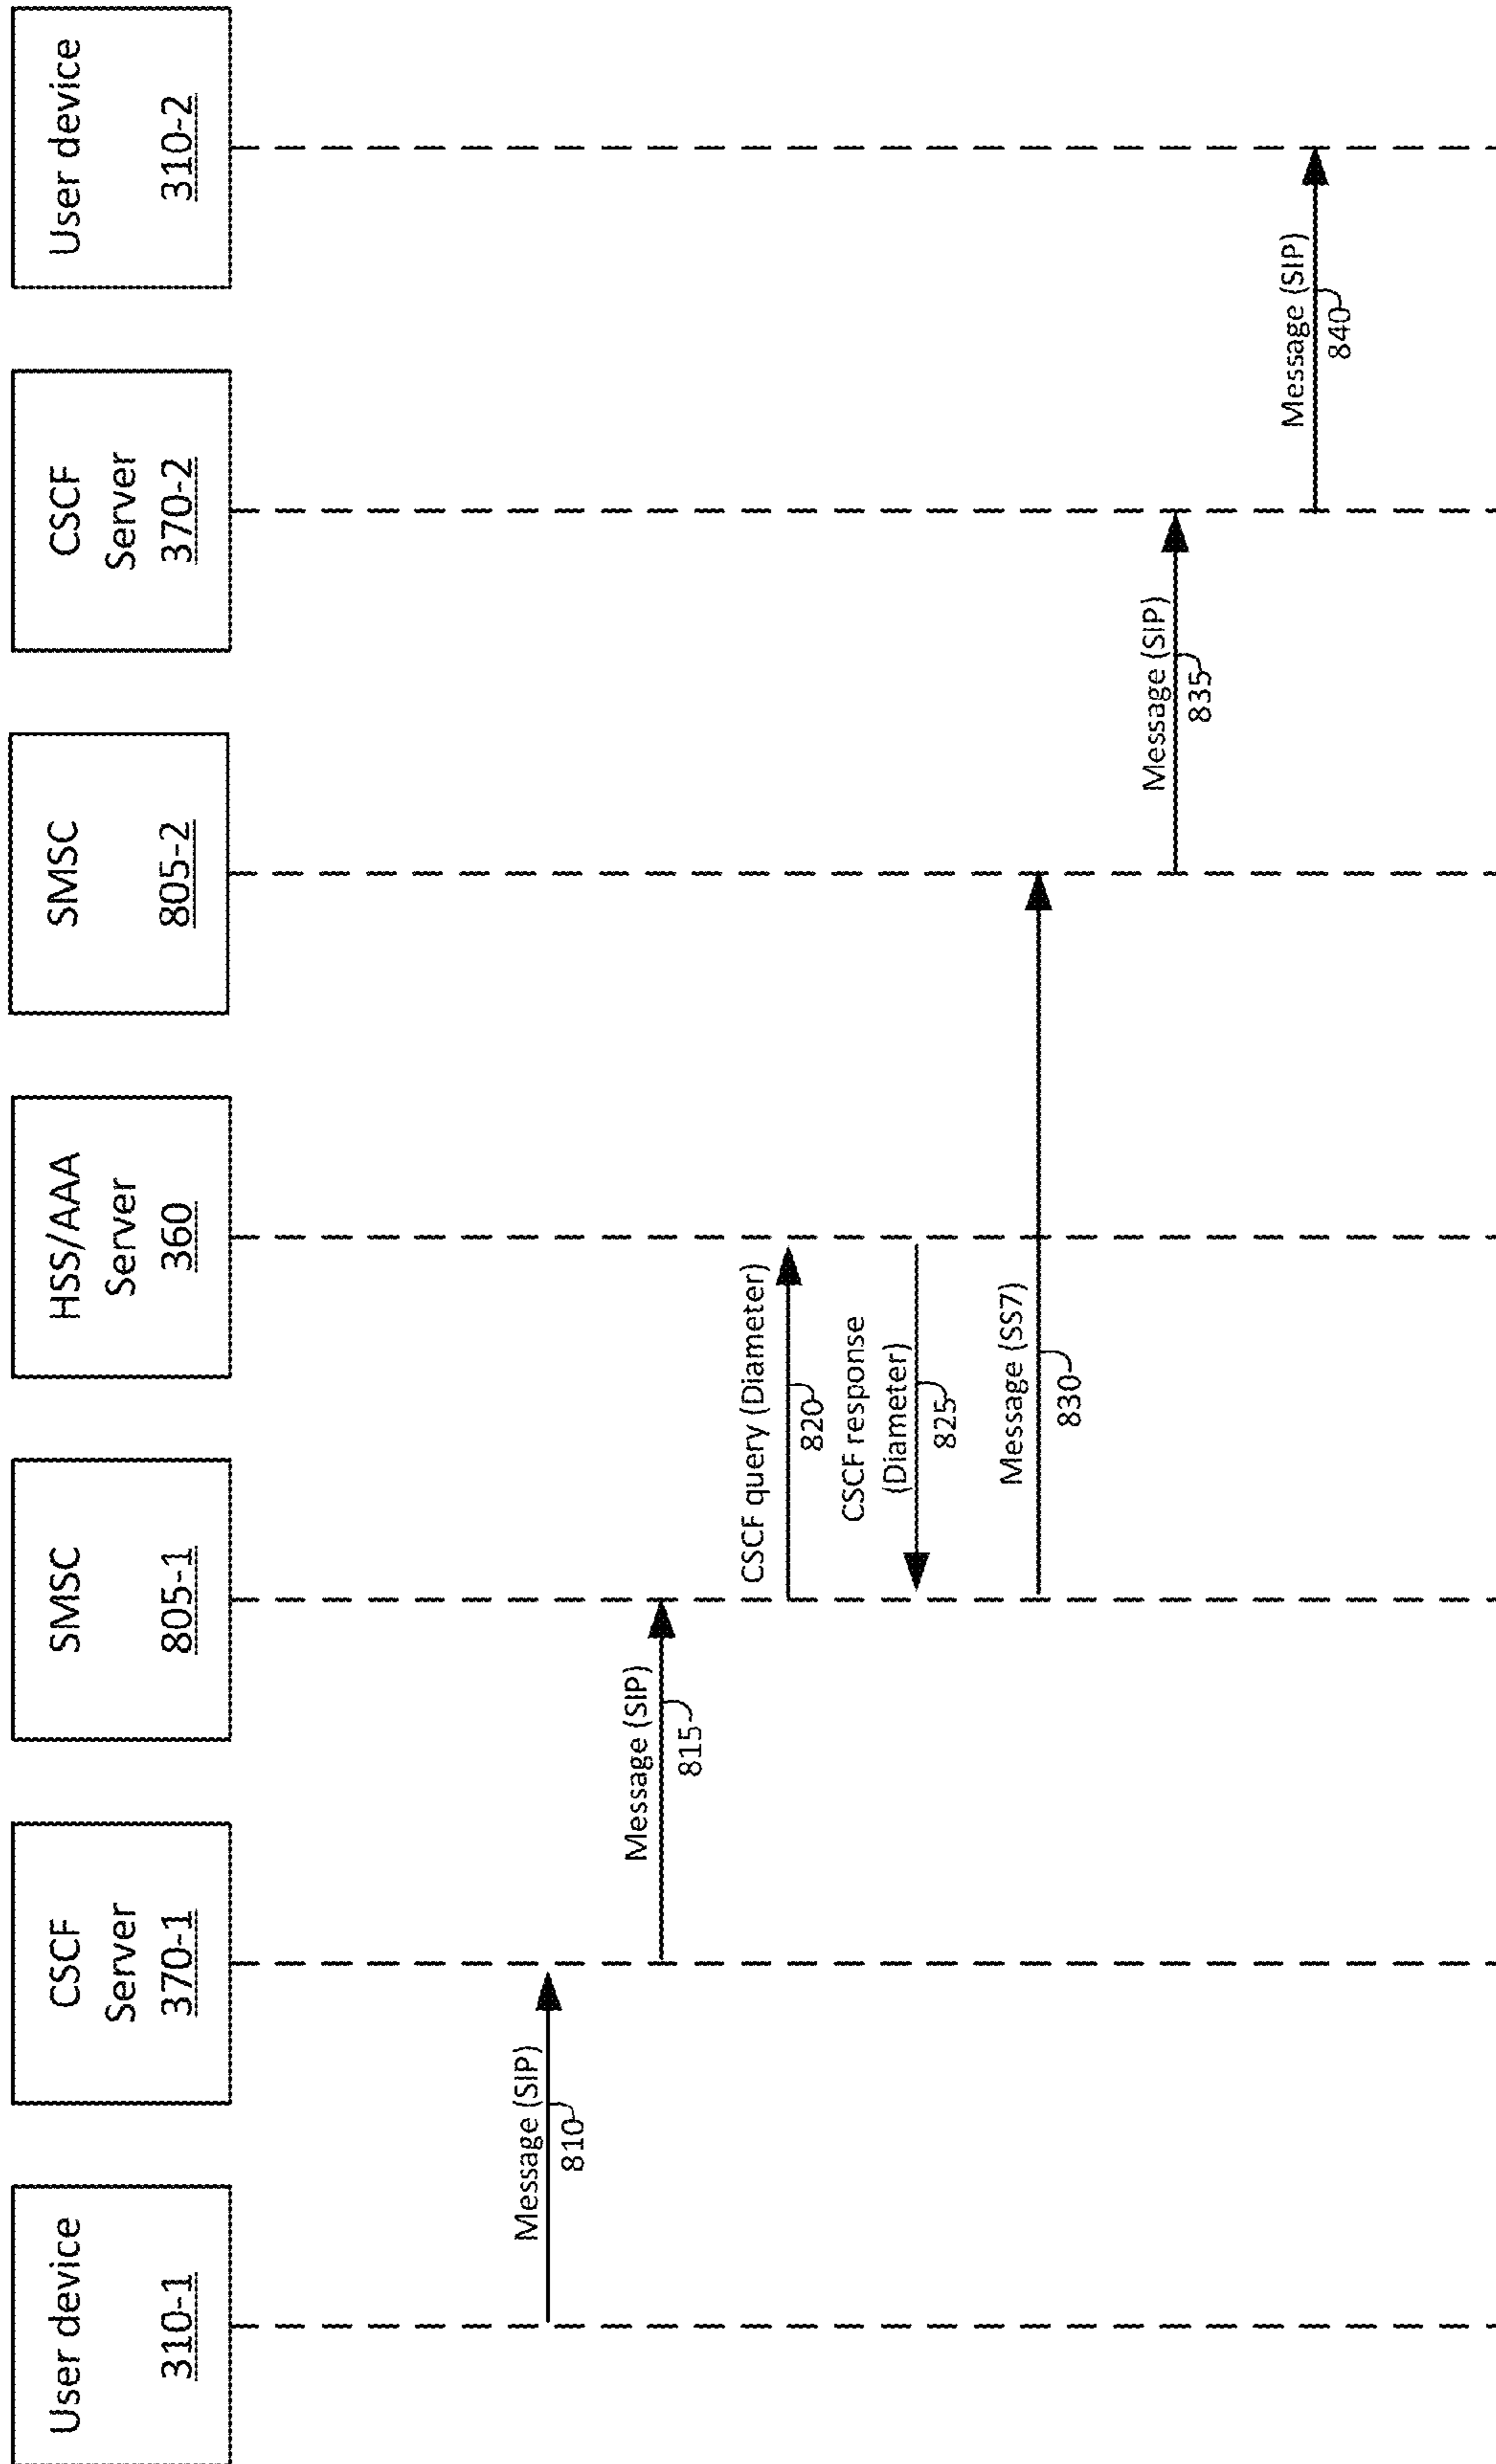 User device
310-1
CSCF
Server
370-1
SMSC
805-1
HSS/AAA
Server
360
SMSC
805-2
CSCF
Server
370-2
User device
310-2
Message (SIP)
810
Message (SIP)
815
CSCF query (Diameter)
820
CSCF response
(Diameter)
825
Message (SS7)
830
Message (SIP)
835
Message (SIP)
840